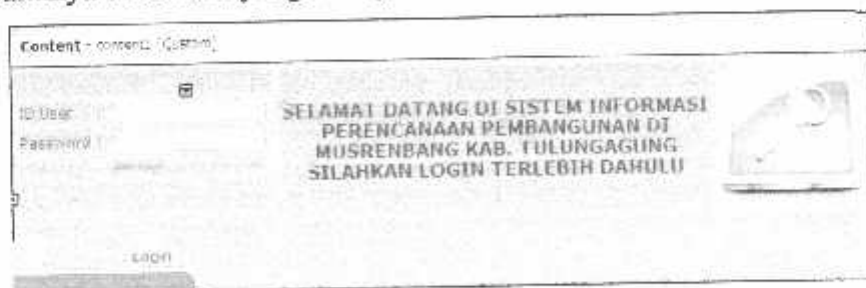 Content - content1 (Custom)
ID User
Password
SELAMAT DATANG DI SISTEM INFORMASI
PERENCANAAN PEMBANGUNAN DI
MUSRENBANG KAB. TULUNGAGUNG
SILAHKAN LOGIN TERLEBIH DAHULU
Login